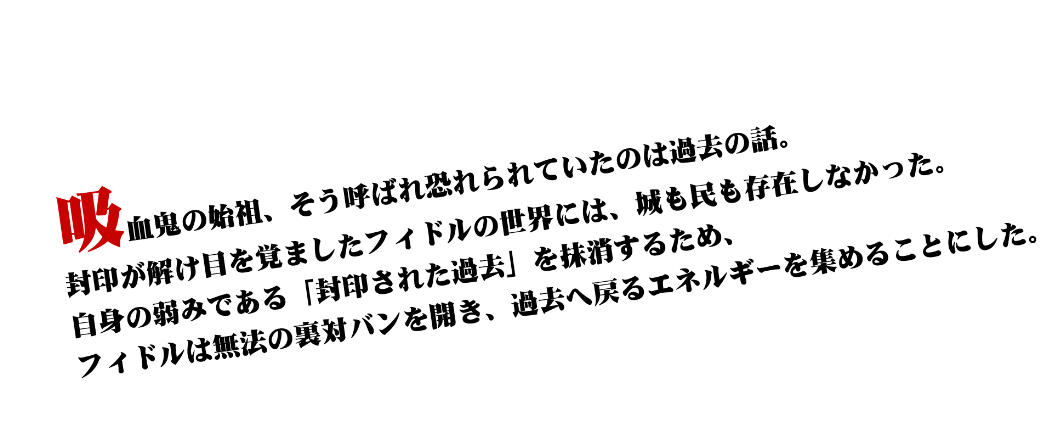 吸血鬼の始祖、そう呼ばれ恐れられていたのは過去の話。
封印が解け目を覚ましたフィドルの世界には、城も民も存在しなかった。
自身の弱みである「封印された過去」を抹消するため、
フィドルは無法の裏対バンを開き、過去へ戻るエネルギーを集めることにした。